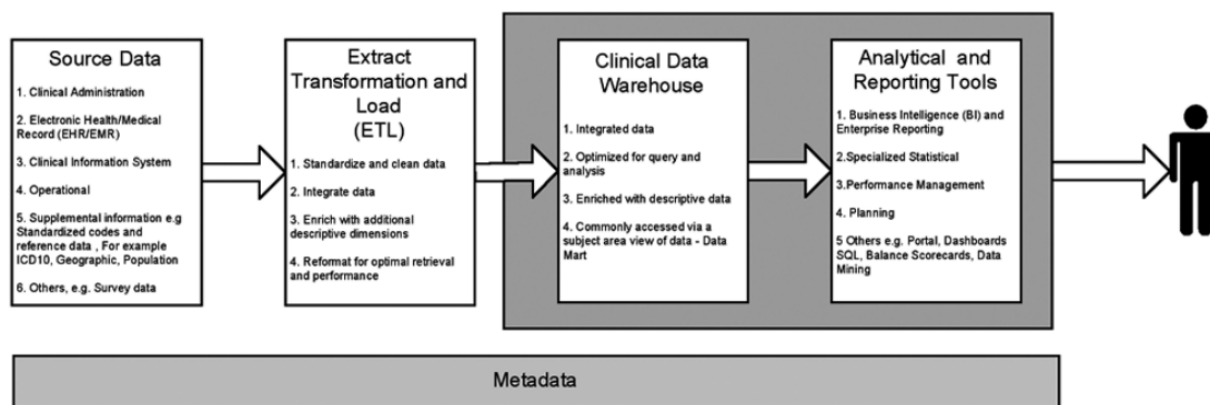 Source Data
1. Clinical Administration
2. Electronic Health/Medical
Record (EHR/EMR)
3. Clinical Information System
4. Operational
5. Supplemental information e.g
Standardized codes and
reference data , For example
ICD10, Geographic, Population
6. Others, e.g. Survey data
Extract
Transformation and
Load
(ETL)
1. Standardize and clean data
2. Integrate data
3. Enrich with additional
descriptive dimensions
4. Reformat for optimal retrieval
and performance
Clinical Data
Warehouse
1. Integrated data
2. Optimized for query and
analysis
3. Enriched with descriptive data
4. Commonly accessed via a
subject area view of data - Data
Mart
Analytical and
Reporting Tools
1. Business Intelligence (BI) and
Enterprise Reporting
2.Specialized Statistical
3.Performance Management
4. Planning
5 Others e.g. Portal, Dashboards
SQL, Balance Scorecards, Data
Mining
Metadata